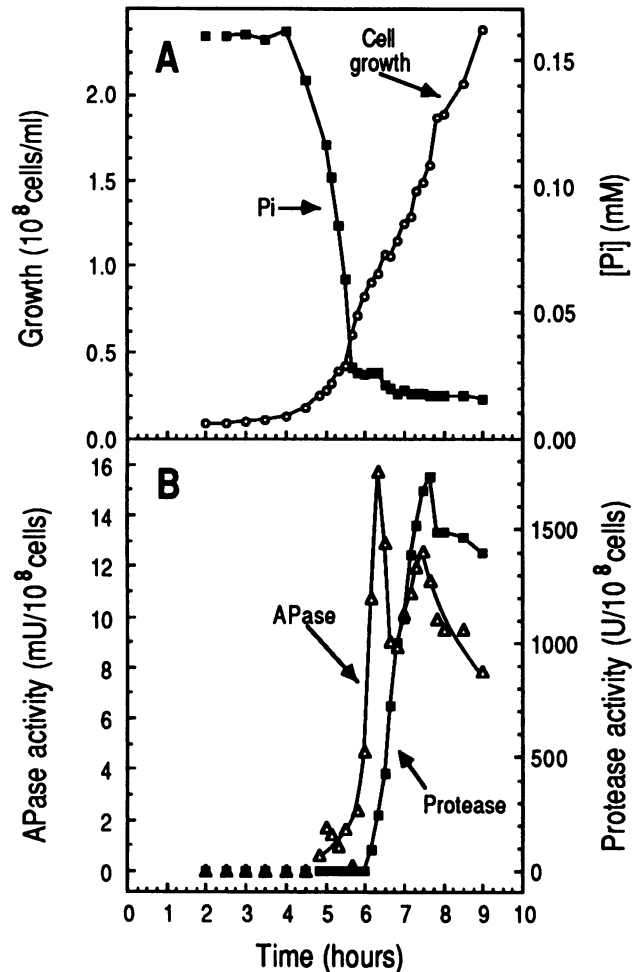 A
Cell
growth
Pi
Growth (10⁸cells/ml)
2.0
1.5
1.0
0.5
0.0
[Pi] (mM)
0.15
0.10
0.05
0.00
B
APase
Protease
APase activity (mU/10⁸cells)
16
14
12
10
8
6
4
2
0
Protease activity (U/10⁸cells)
1500
1000
500
0
0 1 2 3 4 5 6 7 8 9 10
Time (hours)